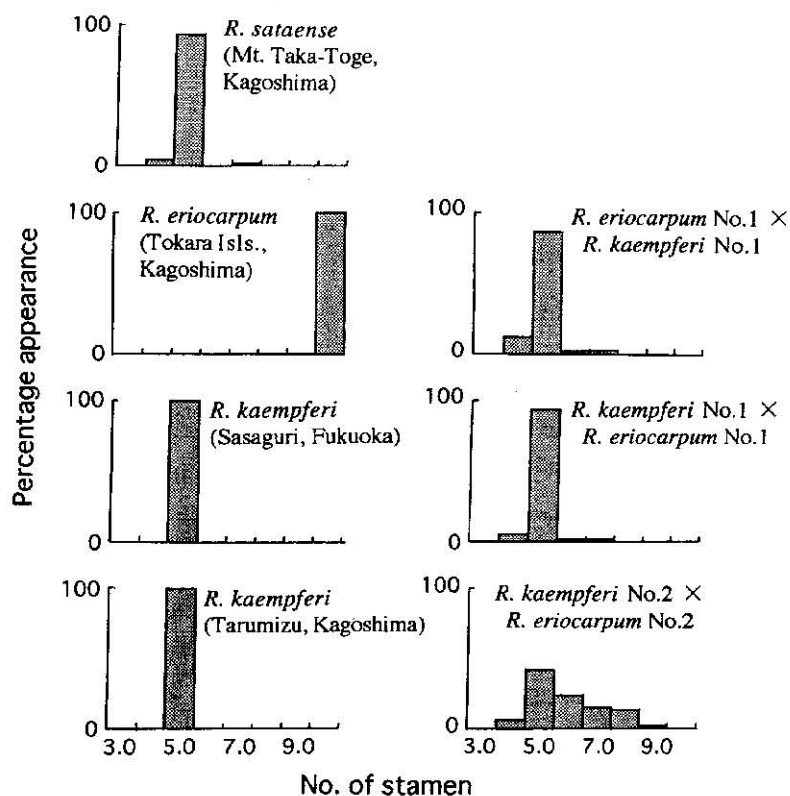 100
R. sataense
(Mt. Taka-Toge,
Kagoshima)
0
Percentage appearance
100
R. eriocarpum
(Tokara Isls.,
Kagoshima)
0
100
R. eriocarpum No.1 ×
R. kaempferi No.1
0
100
R. kaempferi
(Sasaguri, Fukuoka)
0
100
R. kaempferi No.1 ×
R. eriocarpum No.1
0
100
R. kaempferi
(Tarumizu, Kagoshima)
0
3.0 5.0 7.0 9.0
100
R. kaempferi No.2 ×
R. eriocarpum No.2
0
3.0 5.0 7.0 9.0
No. of stamen